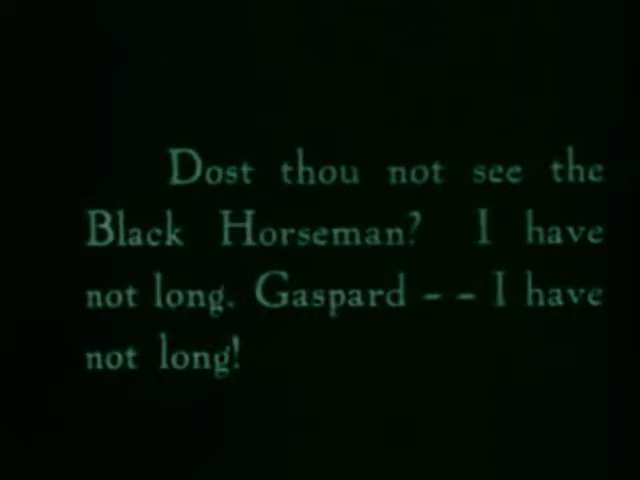 Dost thou not see the
Black Horseman? I have
not long. Gaspard - - I have
not long!